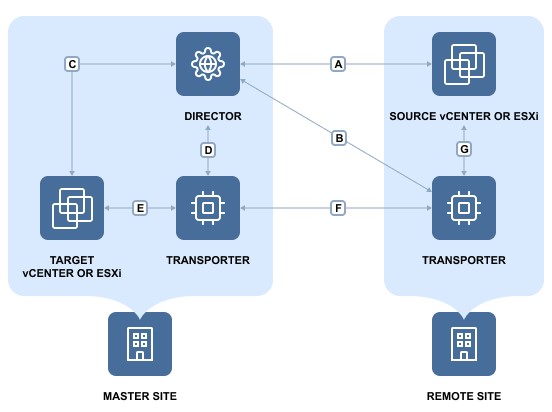 C
A
DIRECTOR
SOURCE vCENTER OR ESXi
B
D
G
E
F
TARGET
vCENTER OR ESXi
TRANSPORTER
TRANSPORTER
MASTER SITE
REMOTE SITE